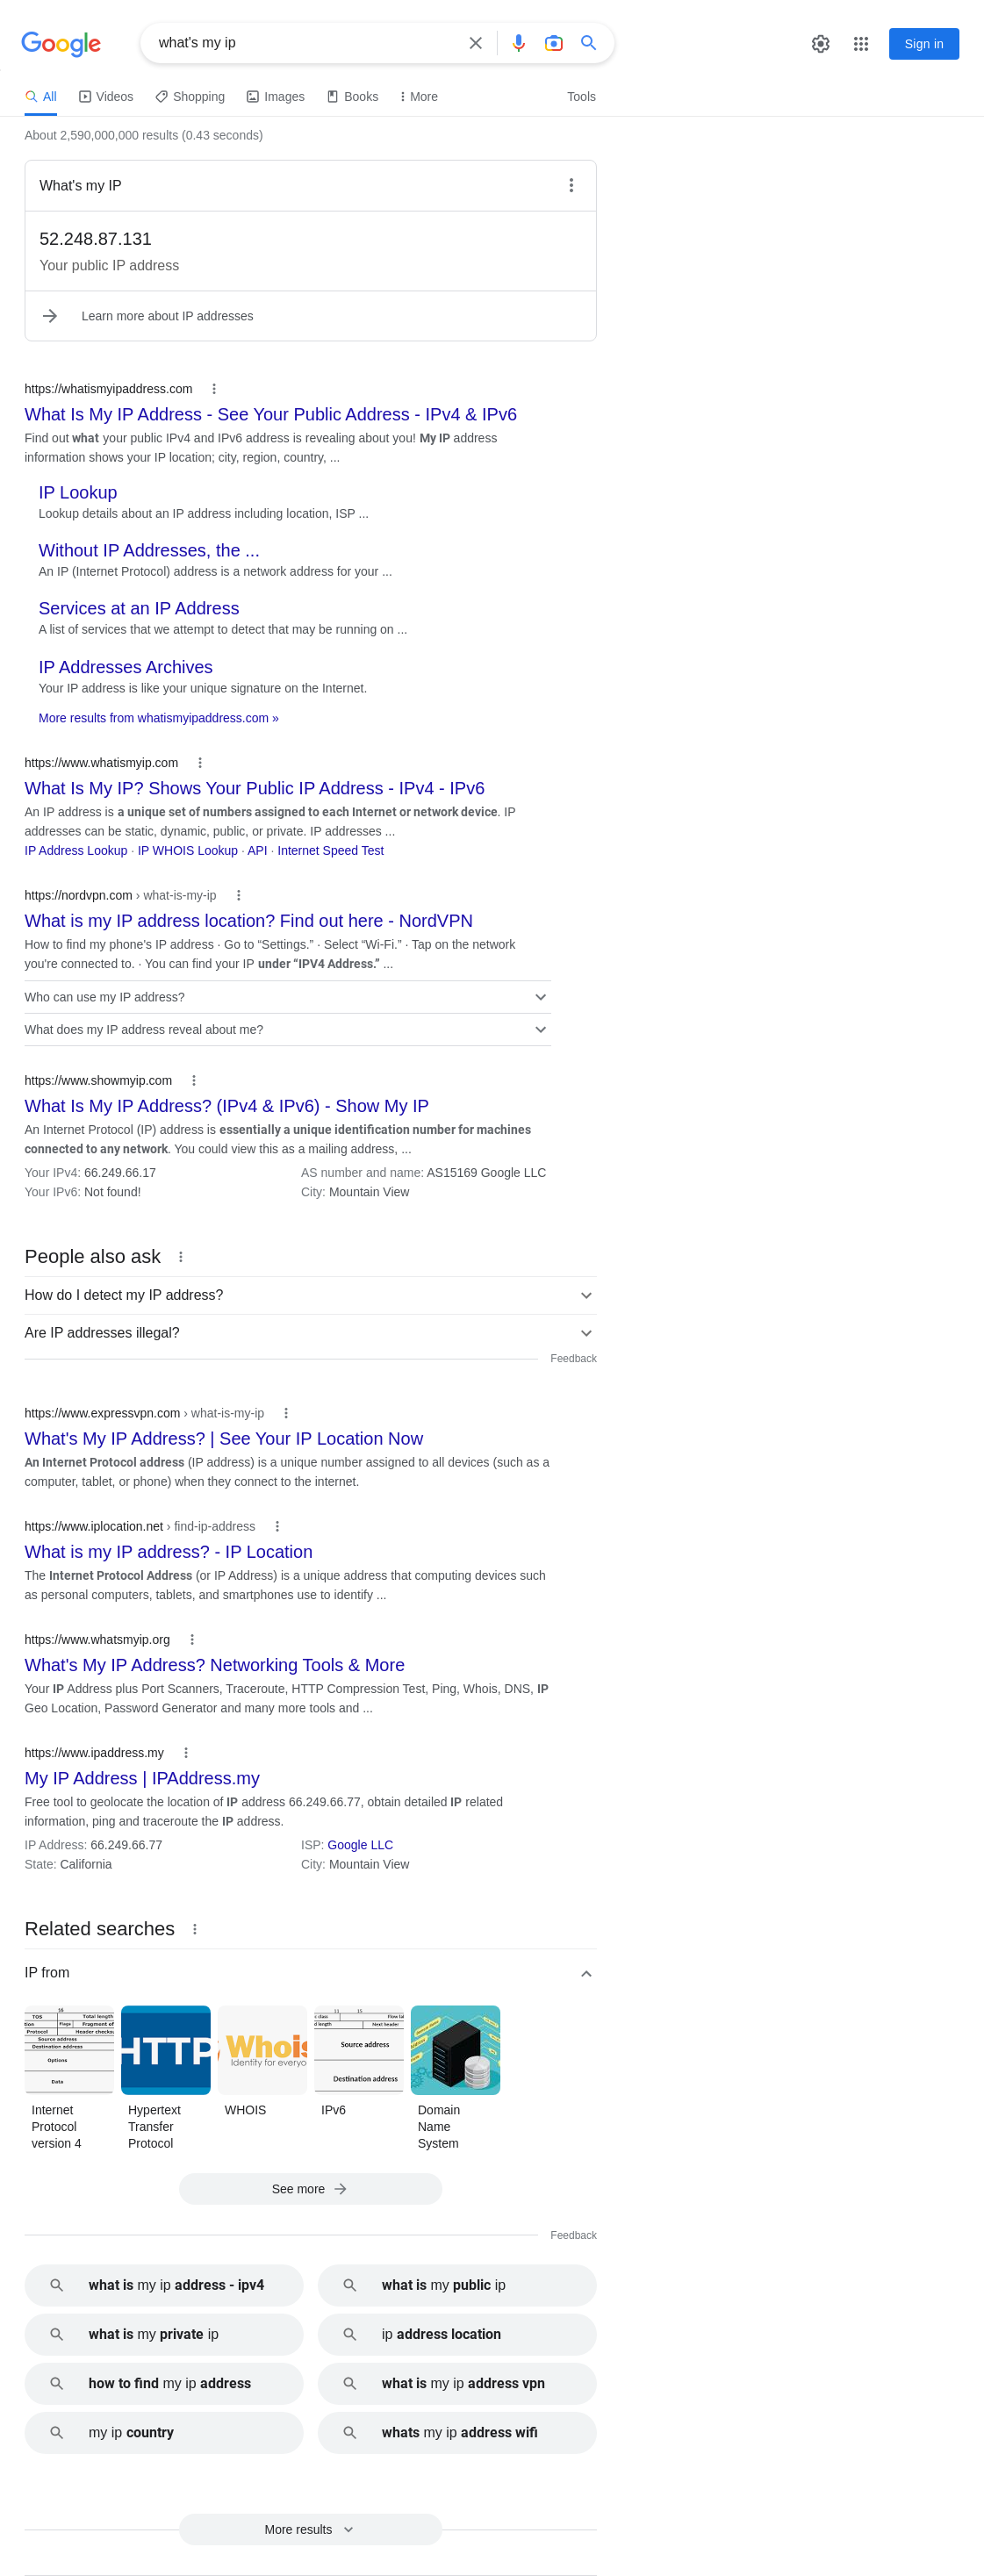 Google
what's my ip
Sign in
All
Videos
Shopping
Images
Books
More
Tools
About 2,590,000,000 results (0.43 seconds)
What's my IP
52.248.87.131
Your public IP address
Learn more about IP addresses
https://whatismyipaddress.com
What Is My IP Address - See Your Public Address - IPv4 & IPv6
Find out what your public IPv4 and IPv6 address is revealing about you! My IP address
information shows your IP location; city, region, country, ...
IP Lookup
Lookup details about an IP address including location, ISP ...
Without IP Addresses, the ...
An IP (Internet Protocol) address is a network address for your ...
Services at an IP Address
A list of services that we attempt to detect that may be running on ...
IP Addresses Archives
Your IP address is like your unique signature on the Internet.
More results from whatismyipaddress.com »
https://www.whatismyip.com
What Is My IP? Shows Your Public IP Address - IPv4 - IPv6
An IP address is a unique set of numbers assigned to each Internet or network device. IP
addresses can be static, dynamic, public, or private. IP addresses ...
IP Address Lookup · IP WHOIS Lookup · API · Internet Speed Test
https://nordvpn.com › what-is-my-ip
What is my IP address location? Find out here - NordVPN
How to find my phone's IP address · Go to “Settings.” · Select “Wi-Fi.” · Tap on the network
you're connected to. · You can find your IP under “IPV4 Address.” ...
Who can use my IP address?
What does my IP address reveal about me?
https://www.showmyip.com
What Is My IP Address? (IPv4 & IPv6) - Show My IP
An Internet Protocol (IP) address is essentially a unique identification number for machines
connected to any network. You could view this as a mailing address, ...
Your IPv4: 66.249.66.17
AS number and name: AS15169 Google LLC
Your IPv6: Not found!
City: Mountain View
People also ask
How do I detect my IP address?
Are IP addresses illegal?
Feedback
https://www.expressvpn.com › what-is-my-ip
What's My IP Address? | See Your IP Location Now
An Internet Protocol address (IP address) is a unique number assigned to all devices (such as a
computer, tablet, or phone) when they connect to the internet.
https://www.iplocation.net › find-ip-address
What is my IP address? - IP Location
The Internet Protocol Address (or IP Address) is a unique address that computing devices such
as personal computers, tablets, and smartphones use to identify ...
https://www.whatsmyip.org
What's My IP Address? Networking Tools & More
Your IP Address plus Port Scanners, Traceroute, HTTP Compression Test, Ping, Whois, DNS, IP
Geo Location, Password Generator and many more tools and ...
https://www.ipaddress.my
My IP Address | IPAddress.my
Free tool to geolocate the location of IP address 66.249.66.77, obtain detailed IP related
information, ping and traceroute the IP address.
IP Address: 66.249.66.77
ISP: Google LLC
State: California
City: Mountain View
Related searches
IP from
16
TOS Total length
Flags Fragment of
Protocol Header checksu
Source address
Destination address
Options
Data
HTTP
Whois
Identity for everyo
11 15
class Flow la
length Next header
Source address
Destination address
Internet
Protocol
version 4
Hypertext
Transfer
Protocol
WHOIS
IPv6
Domain
Name
System
See more
Feedback
what is my ip address - ipv4
what is my public ip
what is my private ip
ip address location
how to find my ip address
what is my ip address vpn
my ip country
whats my ip address wifi
More results